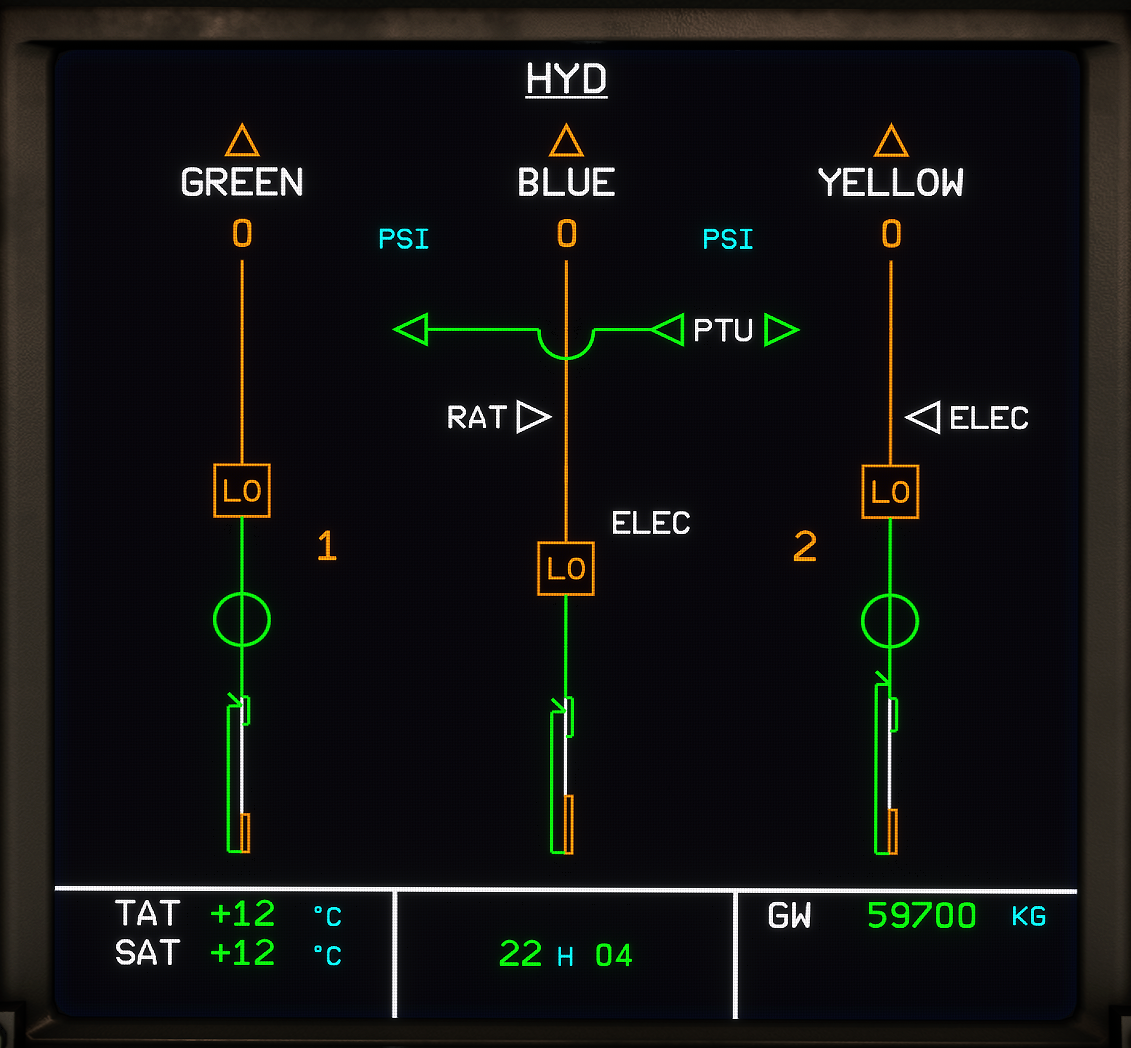 HYD
GREEN BLUE YELLOW
0 PSI 0 PSI 0
PTU
RAT ELEC
LO LO
ELEC
1 2
LO
TAT +12 °C GW 59700 KG
SAT +12 °C 22 H 04